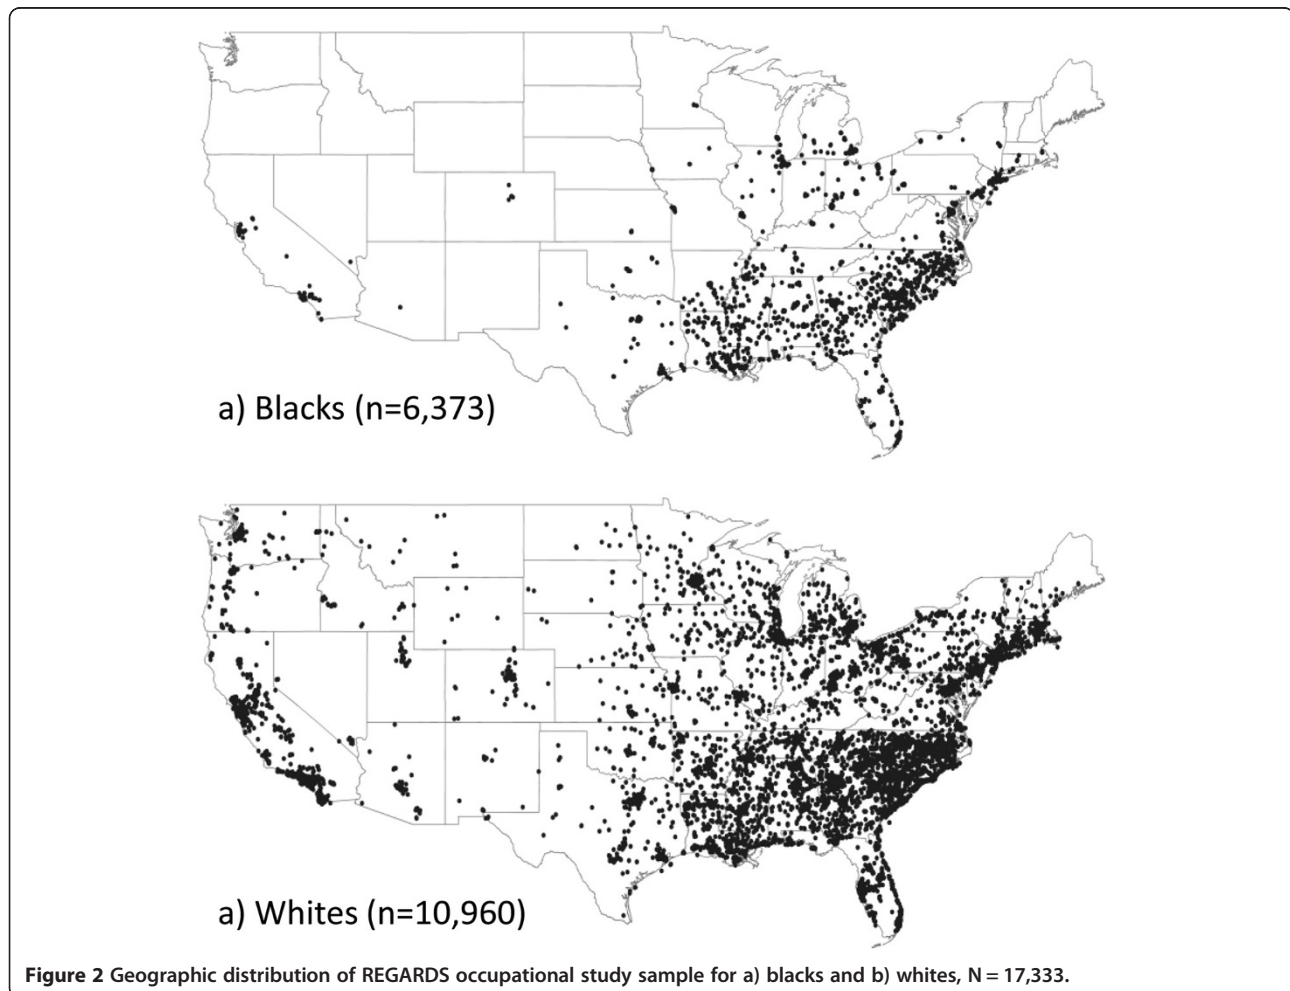 a) Blacks (n=6,373)
a) Whites (n=10,960)
Figure 2 Geographic distribution of REGARDS occupational study sample for a) blacks and b) whites, N = 17,333.